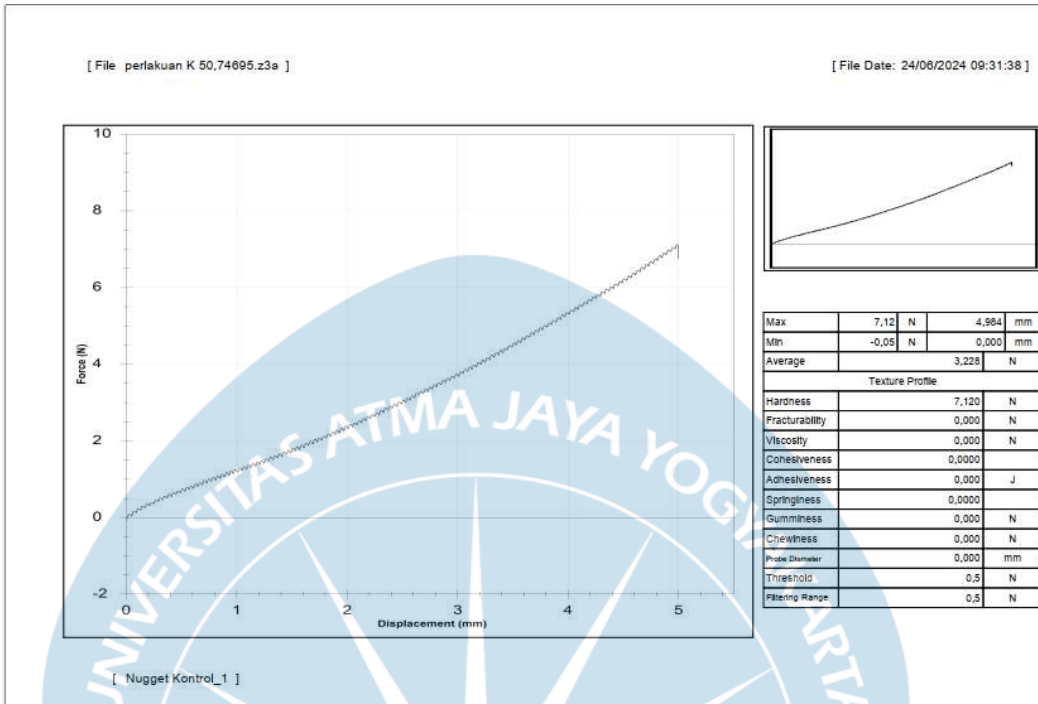 [ File perlakuan K 50,74695.z3a ]
[ File Date: 24/06/2024 09:31:38 ]
10
8
6
4
2
0
-2
Force (N)
0 1 2 3 4 5
Displacement (mm)
Max 7,12 N 4,984 mm
Min -0,05 N 0,000 mm
Average 3,228 N
Texture Profile
Hardness 7,120 N
Fracturability 0,000 N
Viscosity 0,000 N
Cohesiveness 0,0000
Adhesiveness 0,000 J
Springiness 0,0000
Gumminess 0,000 N
Chewiness 0,000 N
Probe Diameter 0,000 mm
Threshold 0,5 N
Filtering Range 0,5 N
[ Nugget Kontrol_1 ]
UNIVERSITAS ATMA JAYA YOGYAKARTA